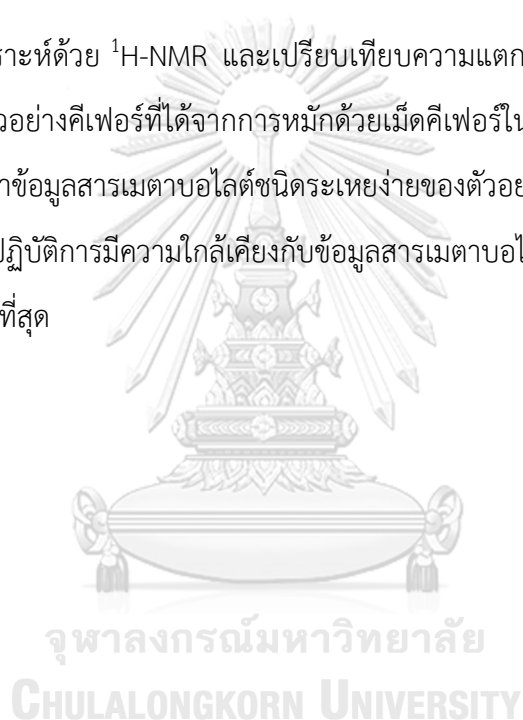 ราะห์ด้วย ¹H-NMR และเปรียบเทียบความแตก
วอย่างคีเฟอร์ที่ได้จากการหมักด้วยเม็ดคีเฟอร์ใน
าข้อมูลสารเมตาบอไลต์ชนิดระเหยง่ายของตัวอย
ปฏิบัติการมีความใกล้เคียงกับข้อมูลสารเมตาบอไ
ที่สุด
จุฬาลงกรณ์มหาวิทยาลัย
CHULALONGKORN UNIVERSITY